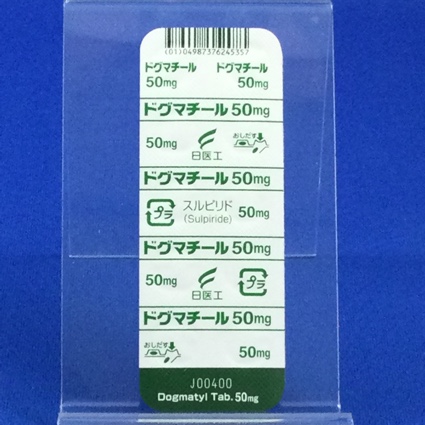 (01)04987376245357
ドグマチール ドグマチール
50mg 50mg
ドグマチール 50mg
50mg 日医工 おしだす
ドグマチール 50mg
プラ スルピリド (Sulpiride) 50mg
ドグマチール 50mg
50mg 日医工 プラ
ドグマチール 50mg
おしだす 50mg
J00400
Dogmatyl Tab. 50mg